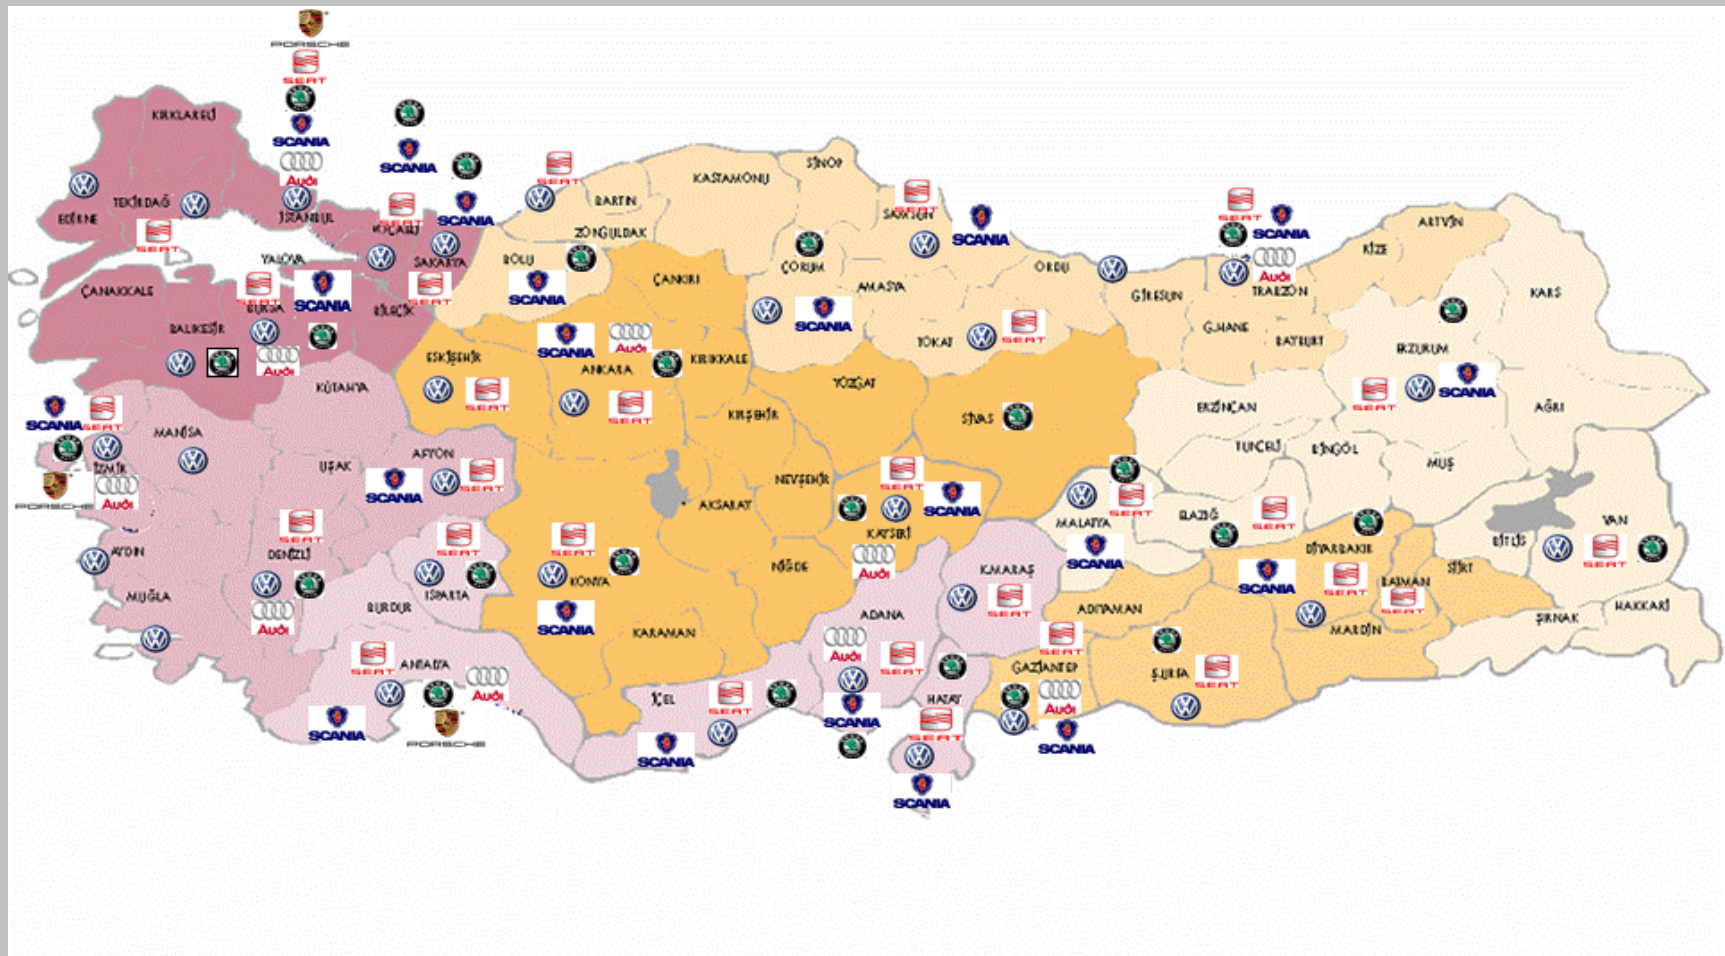 PORSCHE
SEAT
SCANIA
Audi
KIRKLARELİ
SCANIA
SCANIA
SEAT
SİNOP
KASTAMONU
BARTIN
SEAT
SAMSUN
SCANIA
SEAT
SCANIA
ARTVİN
RİZE
EDİRNE
TEKİRDAĞ
SEAT
İSTANBUL
SEAT
SAKARYA
ZONGULDAK
BOLU
SCANIA
ÇORUM
ORDU
Audi
TRABZON
YALOVA
ÇANAKKALE
SEAT
BURSA
SCANIA
SEAT
BİLECİK
ÇANKIRI
AMASYA
SCANIA
GİRESUN
KARS
BALIKESİR
Audi
ESKİŞEHİR
SEAT
SCANIA
Audi
ANKARA
SEAT
KIRIKKALE
TOKAT
SEAT
G.HANE
ERZURUM
SEAT
SCANIA
KÜTAHYA
KIRŞEHİR
YOZGAT
SİVAS
ERZİNCAN
AĞRI
SCANIA
SEAT
MANİSA
İZMİR
PORSCHE
Audi
UŞAK
AFYON
SCANIA
SEAT
AKSARAY
NEVŞEHİR
SEAT
KAYSERİ
SCANIA
Audi
TUNCELİ
BİNGÖL
MUŞ
MALATYA
SEAT
SCANIA
ELAZIĞ
SEAT
VAN
SEAT
BİTLİS
AYDIN
SEAT
DENİZLİ
Audi
SEAT
ISPARTA
SEAT
KONYA
SCANIA
NİĞDE
K.MARAŞ
SEAT
DİYARBAKIR
SCANIA
SEAT
BATMAN
SEAT
SİİRT
MUĞLA
BURDUR
KARAMAN
ADANA
Audi
SEAT
SCANIA
ADIYAMAN
SEAT
MARDİN
ŞIRNAK
HAKKARİ
SEAT
ANTALYA
Audi
SCANIA
PORSCHE
İÇEL
SEAT
SCANIA
HATAY
SEAT
SCANIA
GAZİANTEP
Audi
SCANIA
Ş.URFA
SEAT